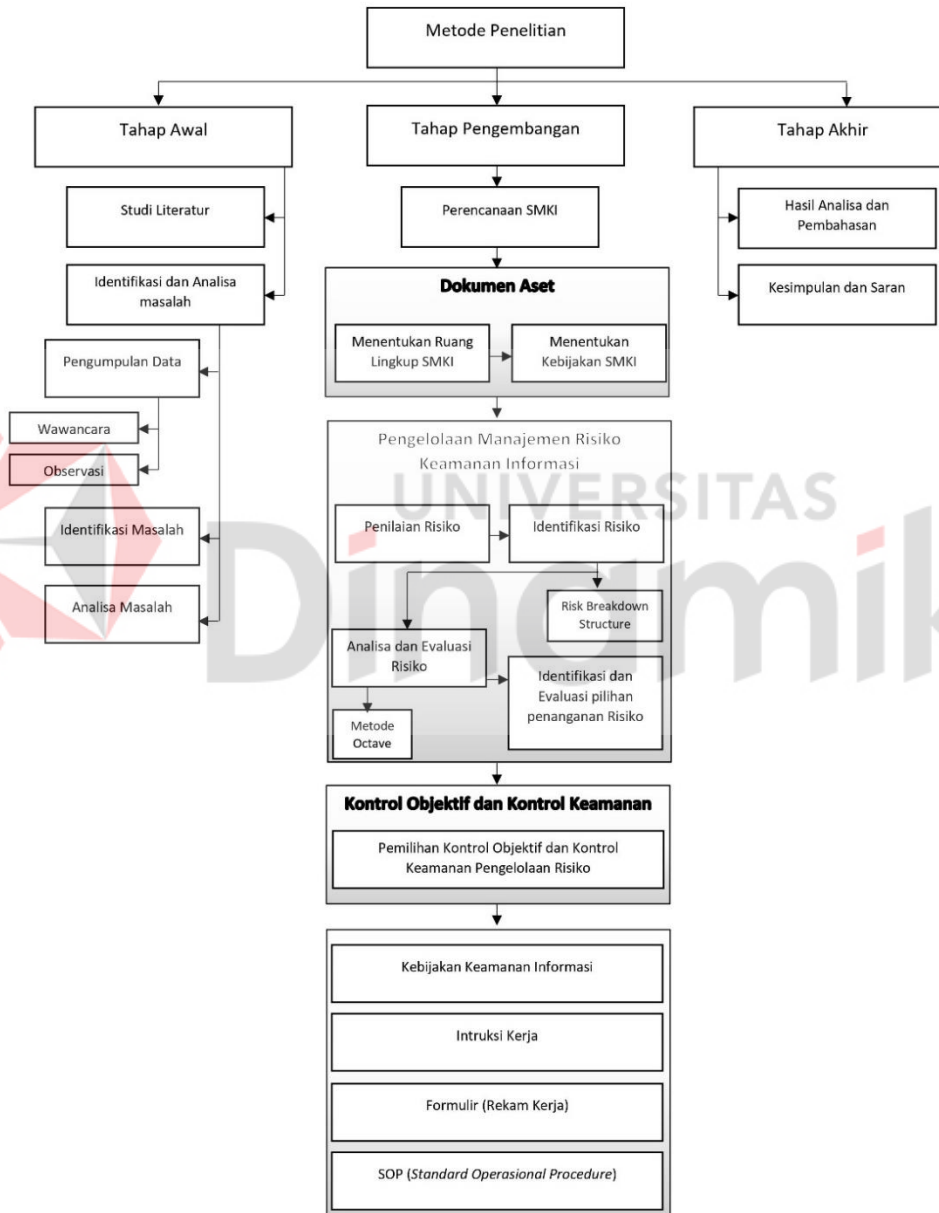 Metode Penelitian
Tahap Awal
Studi Literatur
Identifikasi dan Analisa
masalah
Pengumpulan Data
Wawancara
Observasi
Identifikasi Masalah
Analisa Masalah
Tahap Pengembangan
Perencanaan SMKI
Dokumen Aset
Menentukan Ruang
Lingkup SMKI
Menentukan
Kebijakan SMKI
Pengelolaan Manajemen Risiko
Keamanan Informasi
Penilaian Risiko
Identifikasi Risiko
Risk Breakdown
Structure
Analisa dan Evaluasi
Risiko
Identifikasi dan
Evaluasi pilihan
penanganan Risiko
Metode
Octave
Kontrol Objektif dan Kontrol Keamanan
Pemilihan Kontrol Objektif dan Kontrol
Keamanan Pengelolaan Risiko
Kebijakan Keamanan Informasi
Intruksi Kerja
Formulir (Rekam Kerja)
SOP (Standard Operasional Procedure)
Tahap Akhir
Hasil Analisa dan
Pembahasan
Kesimpulan dan Saran
UNIVERSITAS
Dinamik